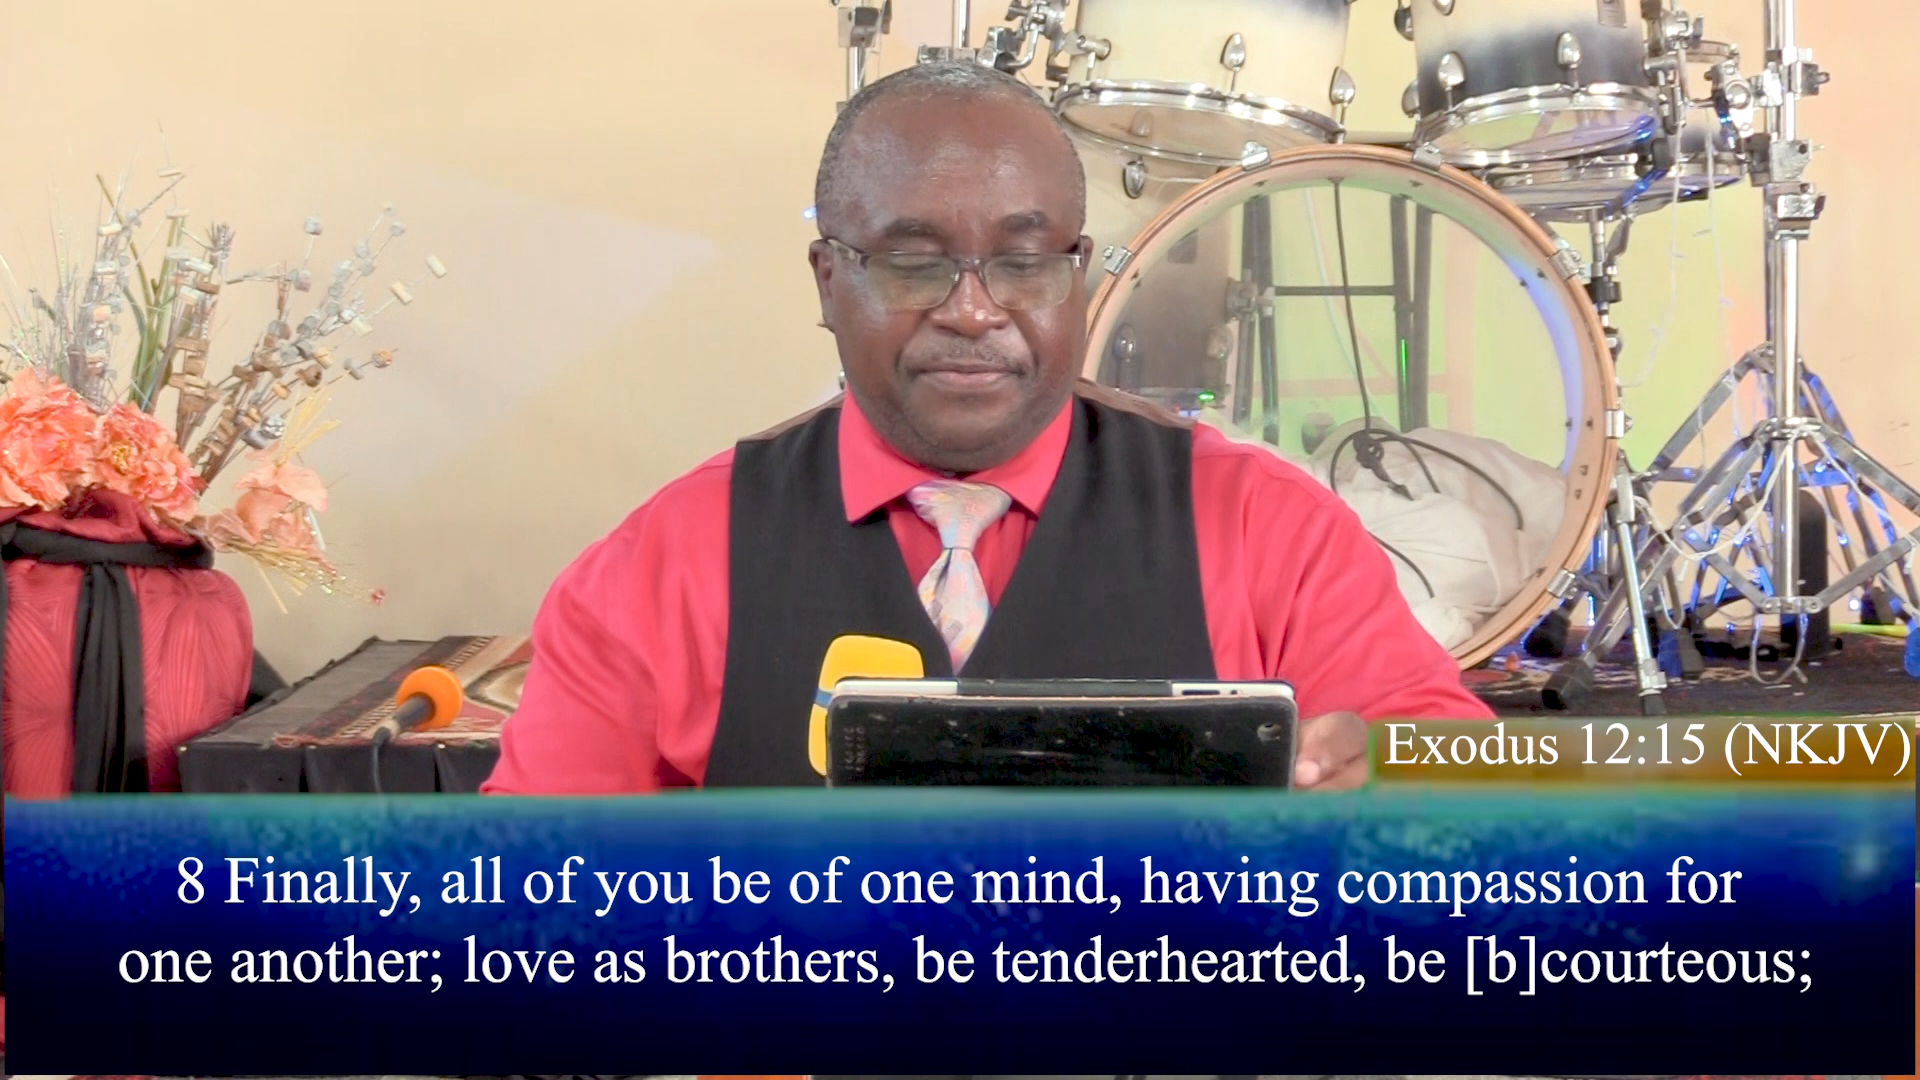 Exodus 12:15 (NKJV)
8 Finally, all of you be of one mind, having compassion for
one another; love as brothers, be tenderhearted, be [b]courteous;